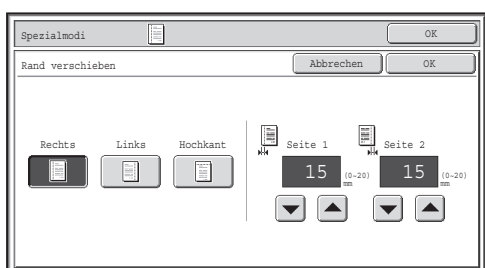 Spezialmodi OK
Rand verschieben Abbrechen OK
Rechts Links Hochkant Seite 1 Seite 2
15 (0~20) mm 15 (0~20) mm